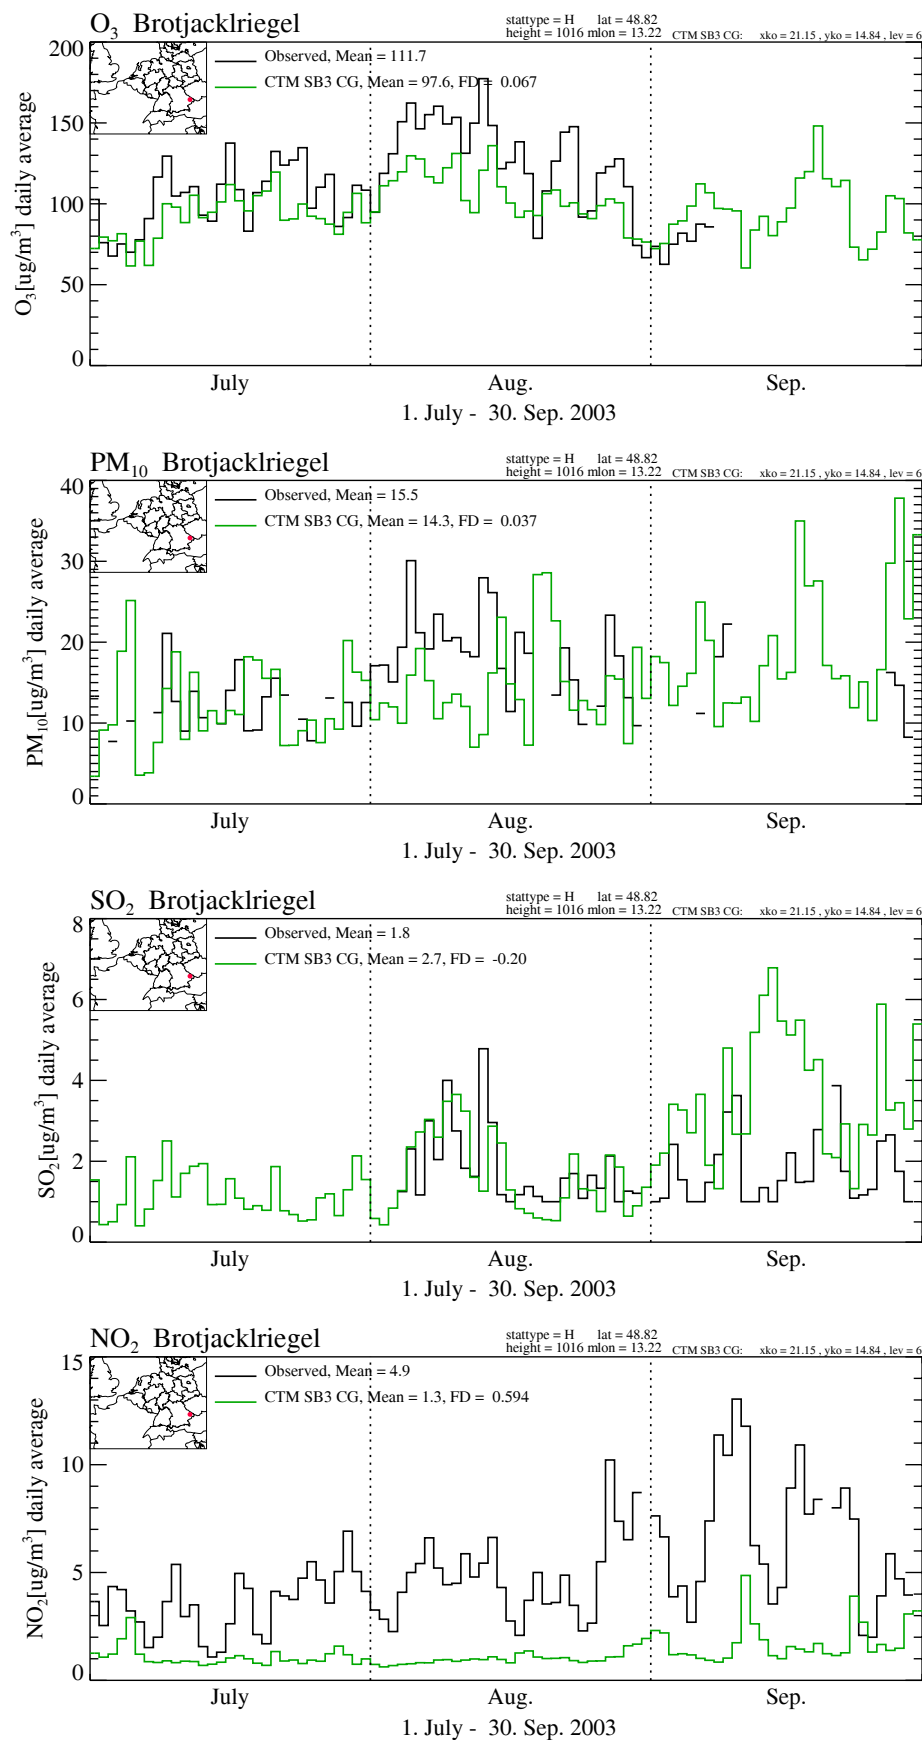 O₃ Brotjacklriegel
stattype = H lat = 48.82
height = 1016 mlon = 13.22 CTM SB3 CG: xko = 21.15 , yko = 14.84 , lev = 6
Observed, Mean = 111.7
CTM SB3 CG, Mean = 97.6, FD = 0.067
O₃[ug/m³] daily average
200
150
100
50
0
July Aug. Sep.
1. July - 30. Sep. 2003
PM₁₀ Brotjacklriegel
stattype = H lat = 48.82
height = 1016 mlon = 13.22 CTM SB3 CG: xko = 21.15 , yko = 14.84 , lev = 6
Observed, Mean = 15.5
CTM SB3 CG, Mean = 14.3, FD = 0.037
PM₁₀[ug/m³] daily average
40
30
20
10
0
July Aug. Sep.
1. July - 30. Sep. 2003
SO₂ Brotjacklriegel
stattype = H lat = 48.82
height = 1016 mlon = 13.22 CTM SB3 CG: xko = 21.15 , yko = 14.84 , lev = 6
Observed, Mean = 1.8
CTM SB3 CG, Mean = 2.7, FD = -0.20
SO₂[ug/m³] daily average
8
6
4
2
0
July Aug. Sep.
1. July - 30. Sep. 2003
NO₂ Brotjacklriegel
stattype = H lat = 48.82
height = 1016 mlon = 13.22 CTM SB3 CG: xko = 21.15 , yko = 14.84 , lev = 6
Observed, Mean = 4.9
CTM SB3 CG, Mean = 1.3, FD = 0.594
NO₂[ug/m³] daily average
15
10
5
0
July Aug. Sep.
1. July - 30. Sep. 2003